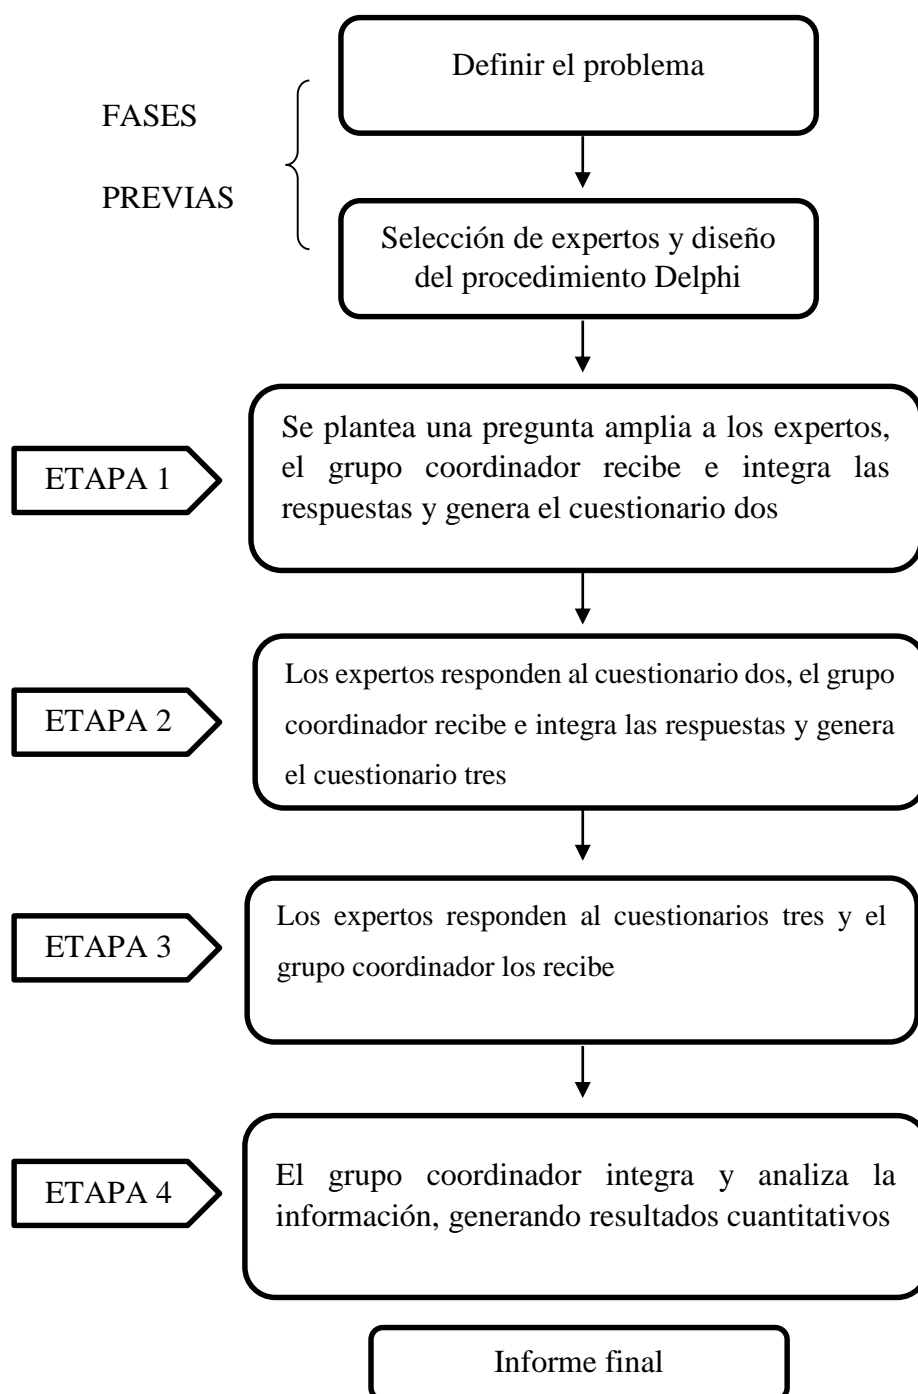 Definir el problema
FASES
PREVIAS
Selección de expertos y diseño
del procedimiento Delphi
ETAPA 1
Se plantea una pregunta amplia a los expertos,
el grupo coordinador recibe e integra las
respuestas y genera el cuestionario dos
ETAPA 2
Los expertos responden al cuestionario dos, el grupo
coordinador recibe e integra las respuestas y genera
el cuestionario tres
ETAPA 3
Los expertos responden al cuestionarios tres y el
grupo coordinador los recibe
ETAPA 4
El grupo coordinador integra y analiza la
información, generando resultados cuantitativos
Informe final